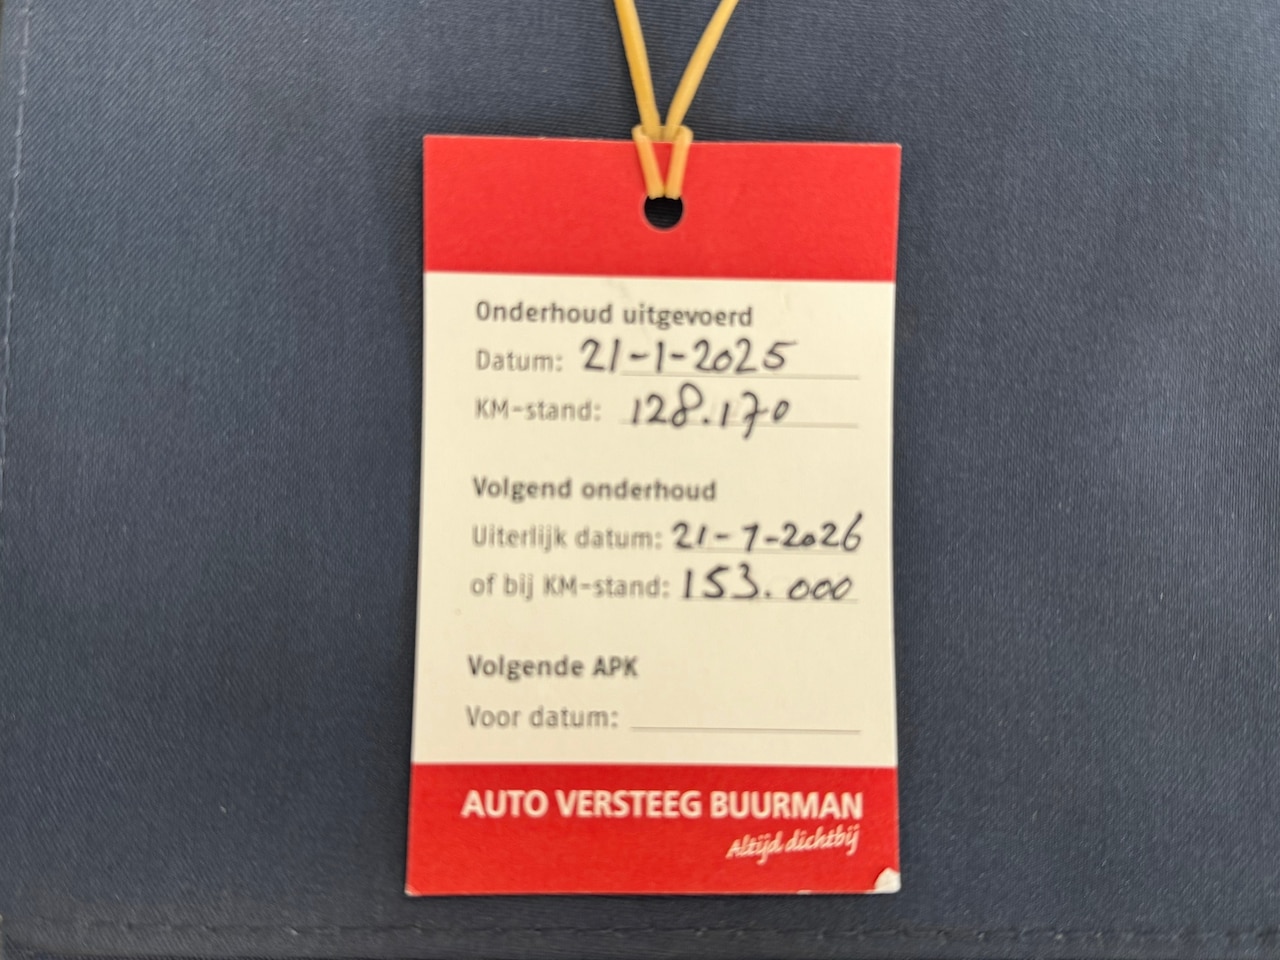 Onderhoud uitgevoerd
Datum: 21-1-2025
KM-stand: 128.170
Volgend onderhoud
Uiterlijk datum: 21-7-2026
of bij KM-stand: 153.000
Volgende APK
Voor datum:
AUTO VERSTEEG BUURMAN
Altijd dichtbij